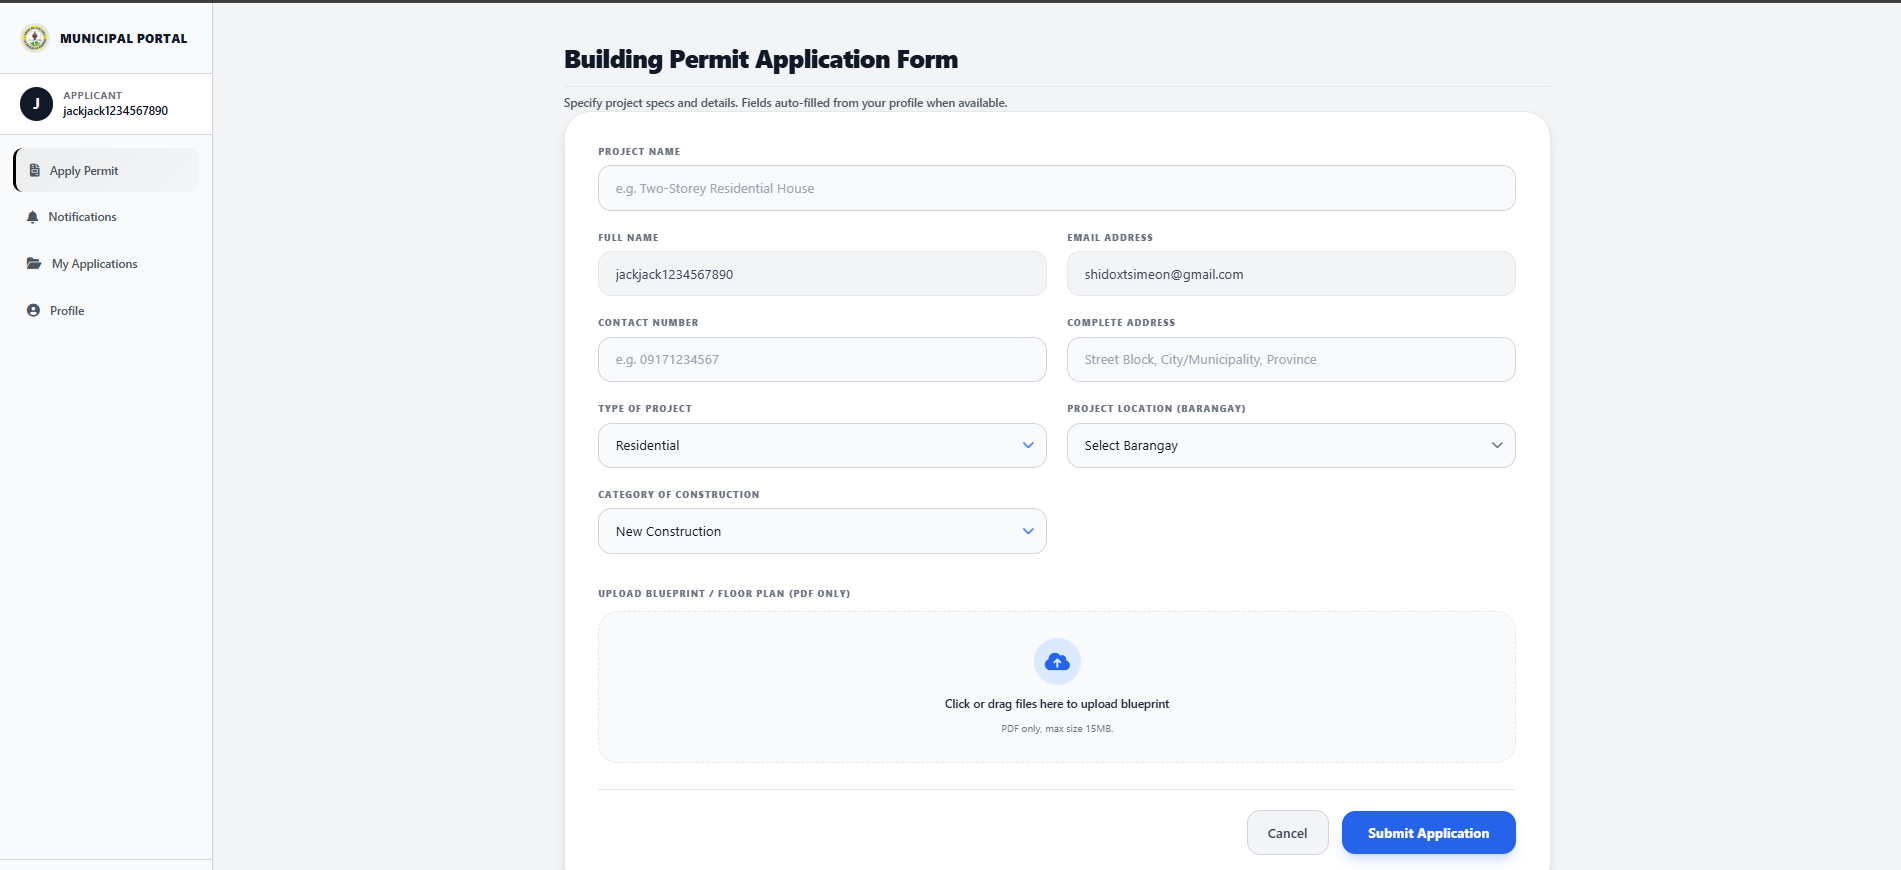 MUNICIPAL PORTAL
J
APPLICANT
jackjack1234567890
Apply Permit
Notifications
My Applications
Profile
Building Permit Application Form
Specify project specs and details. Fields auto-filled from your profile when available.
PROJECT NAME
e.g. Two-Storey Residential House
FULL NAME
jackjack1234567890
EMAIL ADDRESS
shidoxtsimeon@gmail.com
CONTACT NUMBER
e.g. 09171234567
COMPLETE ADDRESS
Street Block, City/Municipality, Province
TYPE OF PROJECT
Residential
PROJECT LOCATION (BARANGAY)
Select Barangay
CATEGORY OF CONSTRUCTION
New Construction
UPLOAD BLUEPRINT / FLOOR PLAN (PDF ONLY)
Click or drag files here to upload blueprint
PDF only, max size 15MB.
Cancel
Submit Application